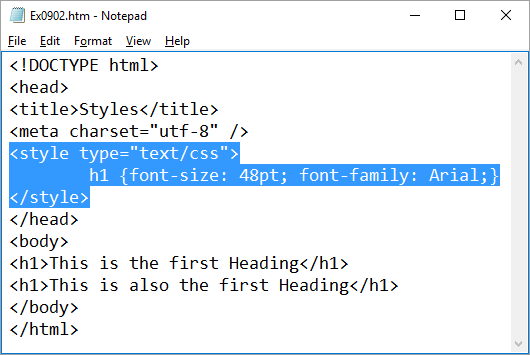 Ex0902.htm - Notepad
File Edit Format View Help
<!DOCTYPE html>
<head>
<title>Styles</title>
<meta charset="utf-8" />
<style type="text/css">
h1 {font-size: 48pt; font-family: Arial;}
</style>
</head>
<body>
<h1>This is the first Heading</h1>
<h1>This is also the first Heading</h1>
</body>
</html>